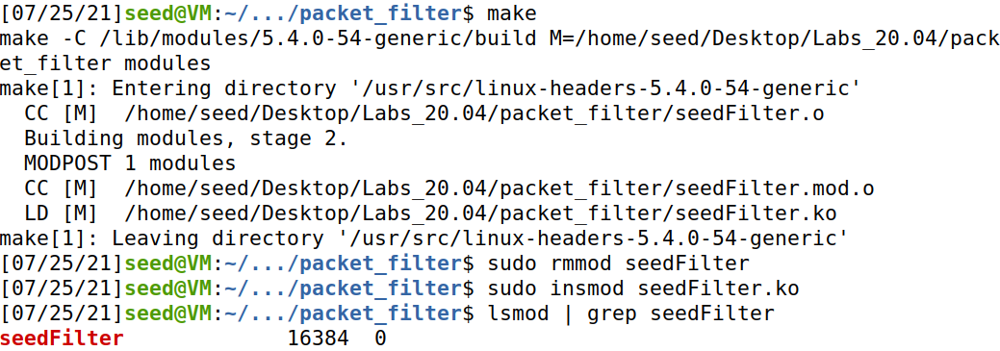 [07/25/21]seed@VM:~/.../packet_filter$ make
make -C /lib/modules/5.4.0-54-generic/build M=/home/seed/Desktop/Labs_20.04/pack
et_filter modules
make[1]: Entering directory '/usr/src/linux-headers-5.4.0-54-generic'
  CC [M]  /home/seed/Desktop/Labs_20.04/packet_filter/seedFilter.o
  Building modules, stage 2.
  MODPOST 1 modules
  CC [M]  /home/seed/Desktop/Labs_20.04/packet_filter/seedFilter.mod.o
  LD [M]  /home/seed/Desktop/Labs_20.04/packet_filter/seedFilter.ko
make[1]: Leaving directory '/usr/src/linux-headers-5.4.0-54-generic'
[07/25/21]seed@VM:~/.../packet_filter$ sudo rmmod seedFilter
[07/25/21]seed@VM:~/.../packet_filter$ sudo insmod seedFilter.ko
[07/25/21]seed@VM:~/.../packet_filter$ lsmod | grep seedFilter
seedFilter             16384  0